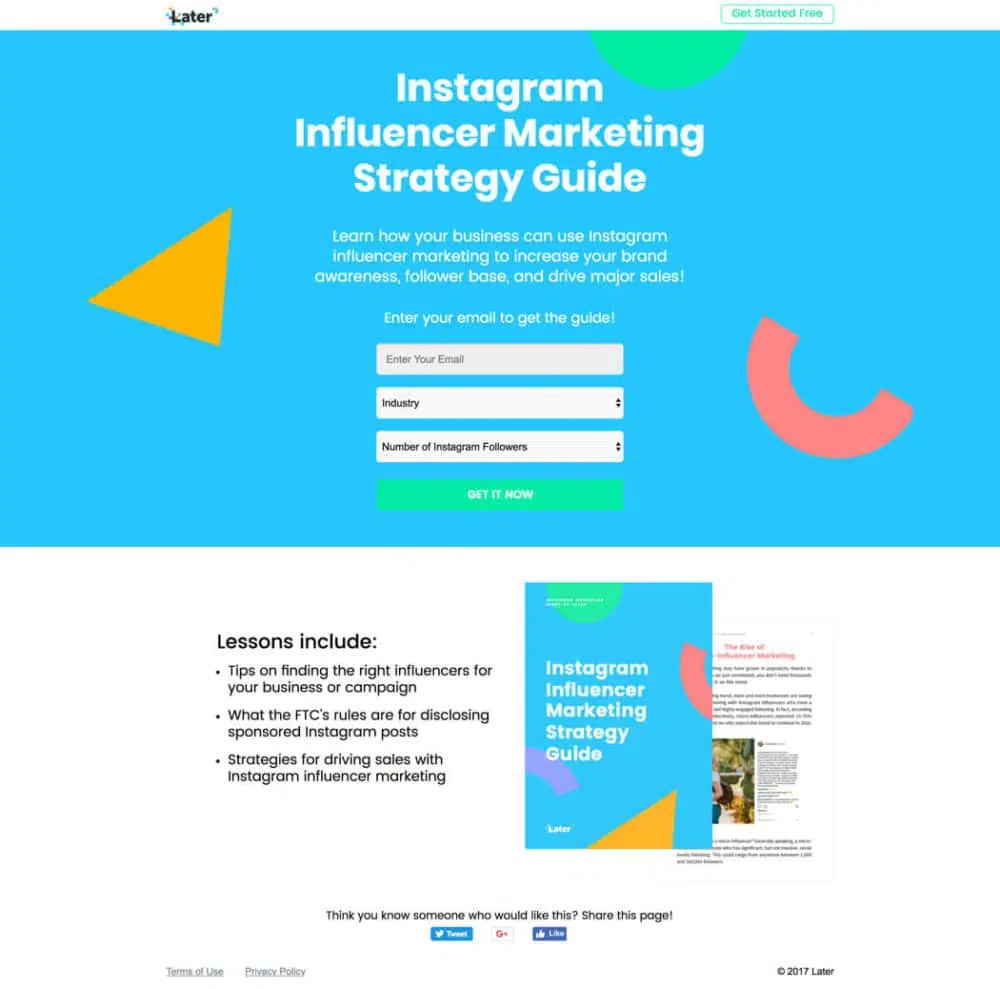 Later
Get Started Free
Instagram
Influencer Marketing
Strategy Guide
Learn how your business can use Instagram
influencer marketing to increase your brand
awareness, follower base, and drive major sales!
Enter your email to get the guide!
Enter Your Email
Industry
Number of Instagram Followers
GET IT NOW
Lessons include:
• Tips on finding the right influencers for
your business or campaign
• What the FTC's rules are for disclosing
sponsored Instagram posts
• Strategies for driving sales with
Instagram influencer marketing
Instagram
Influencer
Marketing
Strategy
Guide
Later
The Rise of
-Influencer Marketing
Think you know someone who would like this? Share this page!
Tweet
G+
Like
Terms of Use
Privacy Policy
© 2017 Later